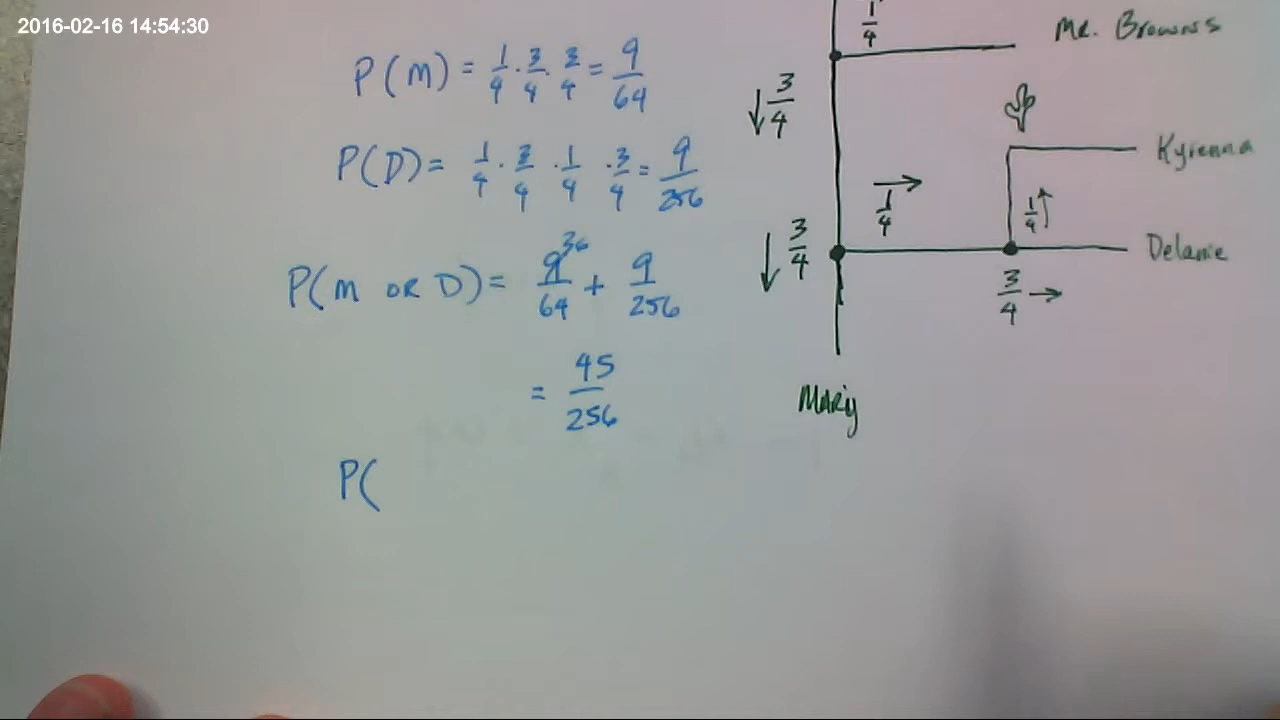 2016-02-16 14:54:30
P(M) = 1/4 · 3/4 · 3/4 = 9/64
P(D) = 1/4 · 3/4 · 1/4 · 3/4 = 9/256
P(M OR D) = 9/64 36 + 9/256
= 45/256
P(
1/4
Mr. Browns
↓ 3/4
Kyrenna
→ 1/4
1/4 ↑
↓ 3/4
Delanie
3/4 →
Mary